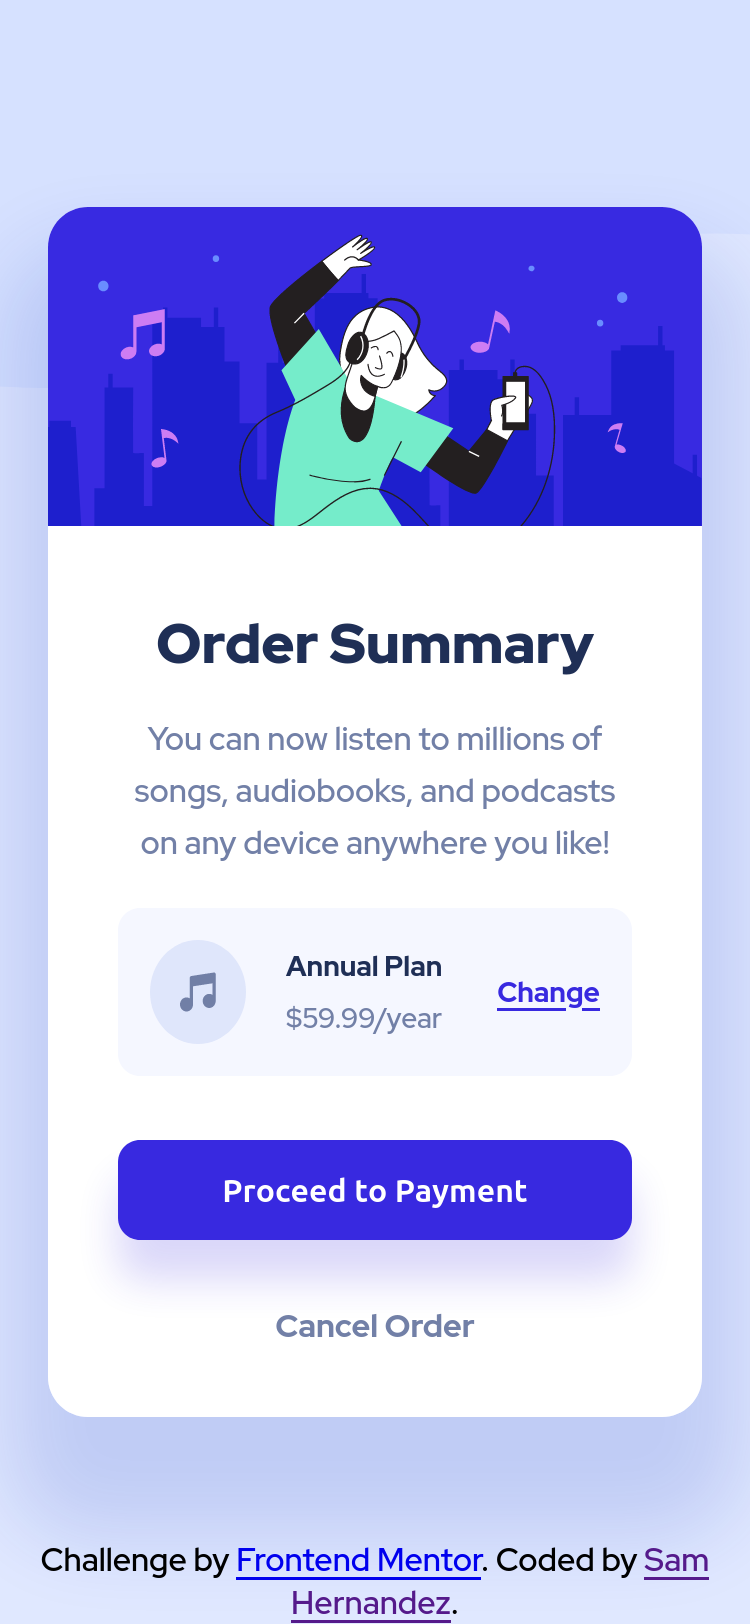 Order Summary
You can now listen to millions of
songs, audiobooks, and podcasts
on any device anywhere you like!
Annual Plan
$59.99/year
Change
Proceed to Payment
Cancel Order
Challenge by Frontend Mentor. Coded by Sam
Hernandez.